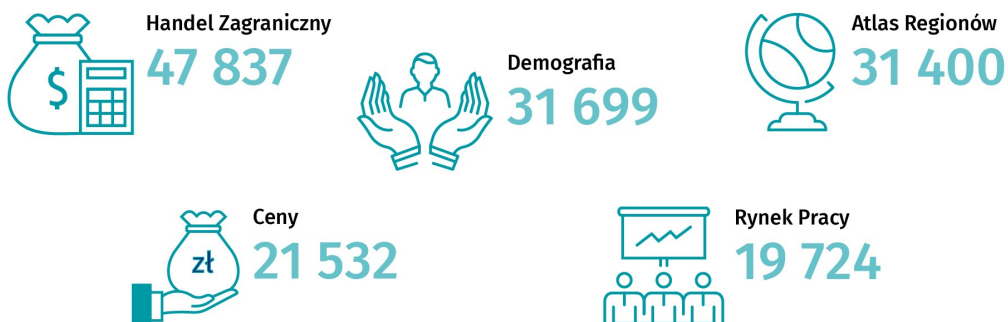 Handel Zagraniczny
47 837
$
Demografia
31 699
Atlas Regionów
31 400
Ceny
21 532
zł
Rynek Pracy
19 724